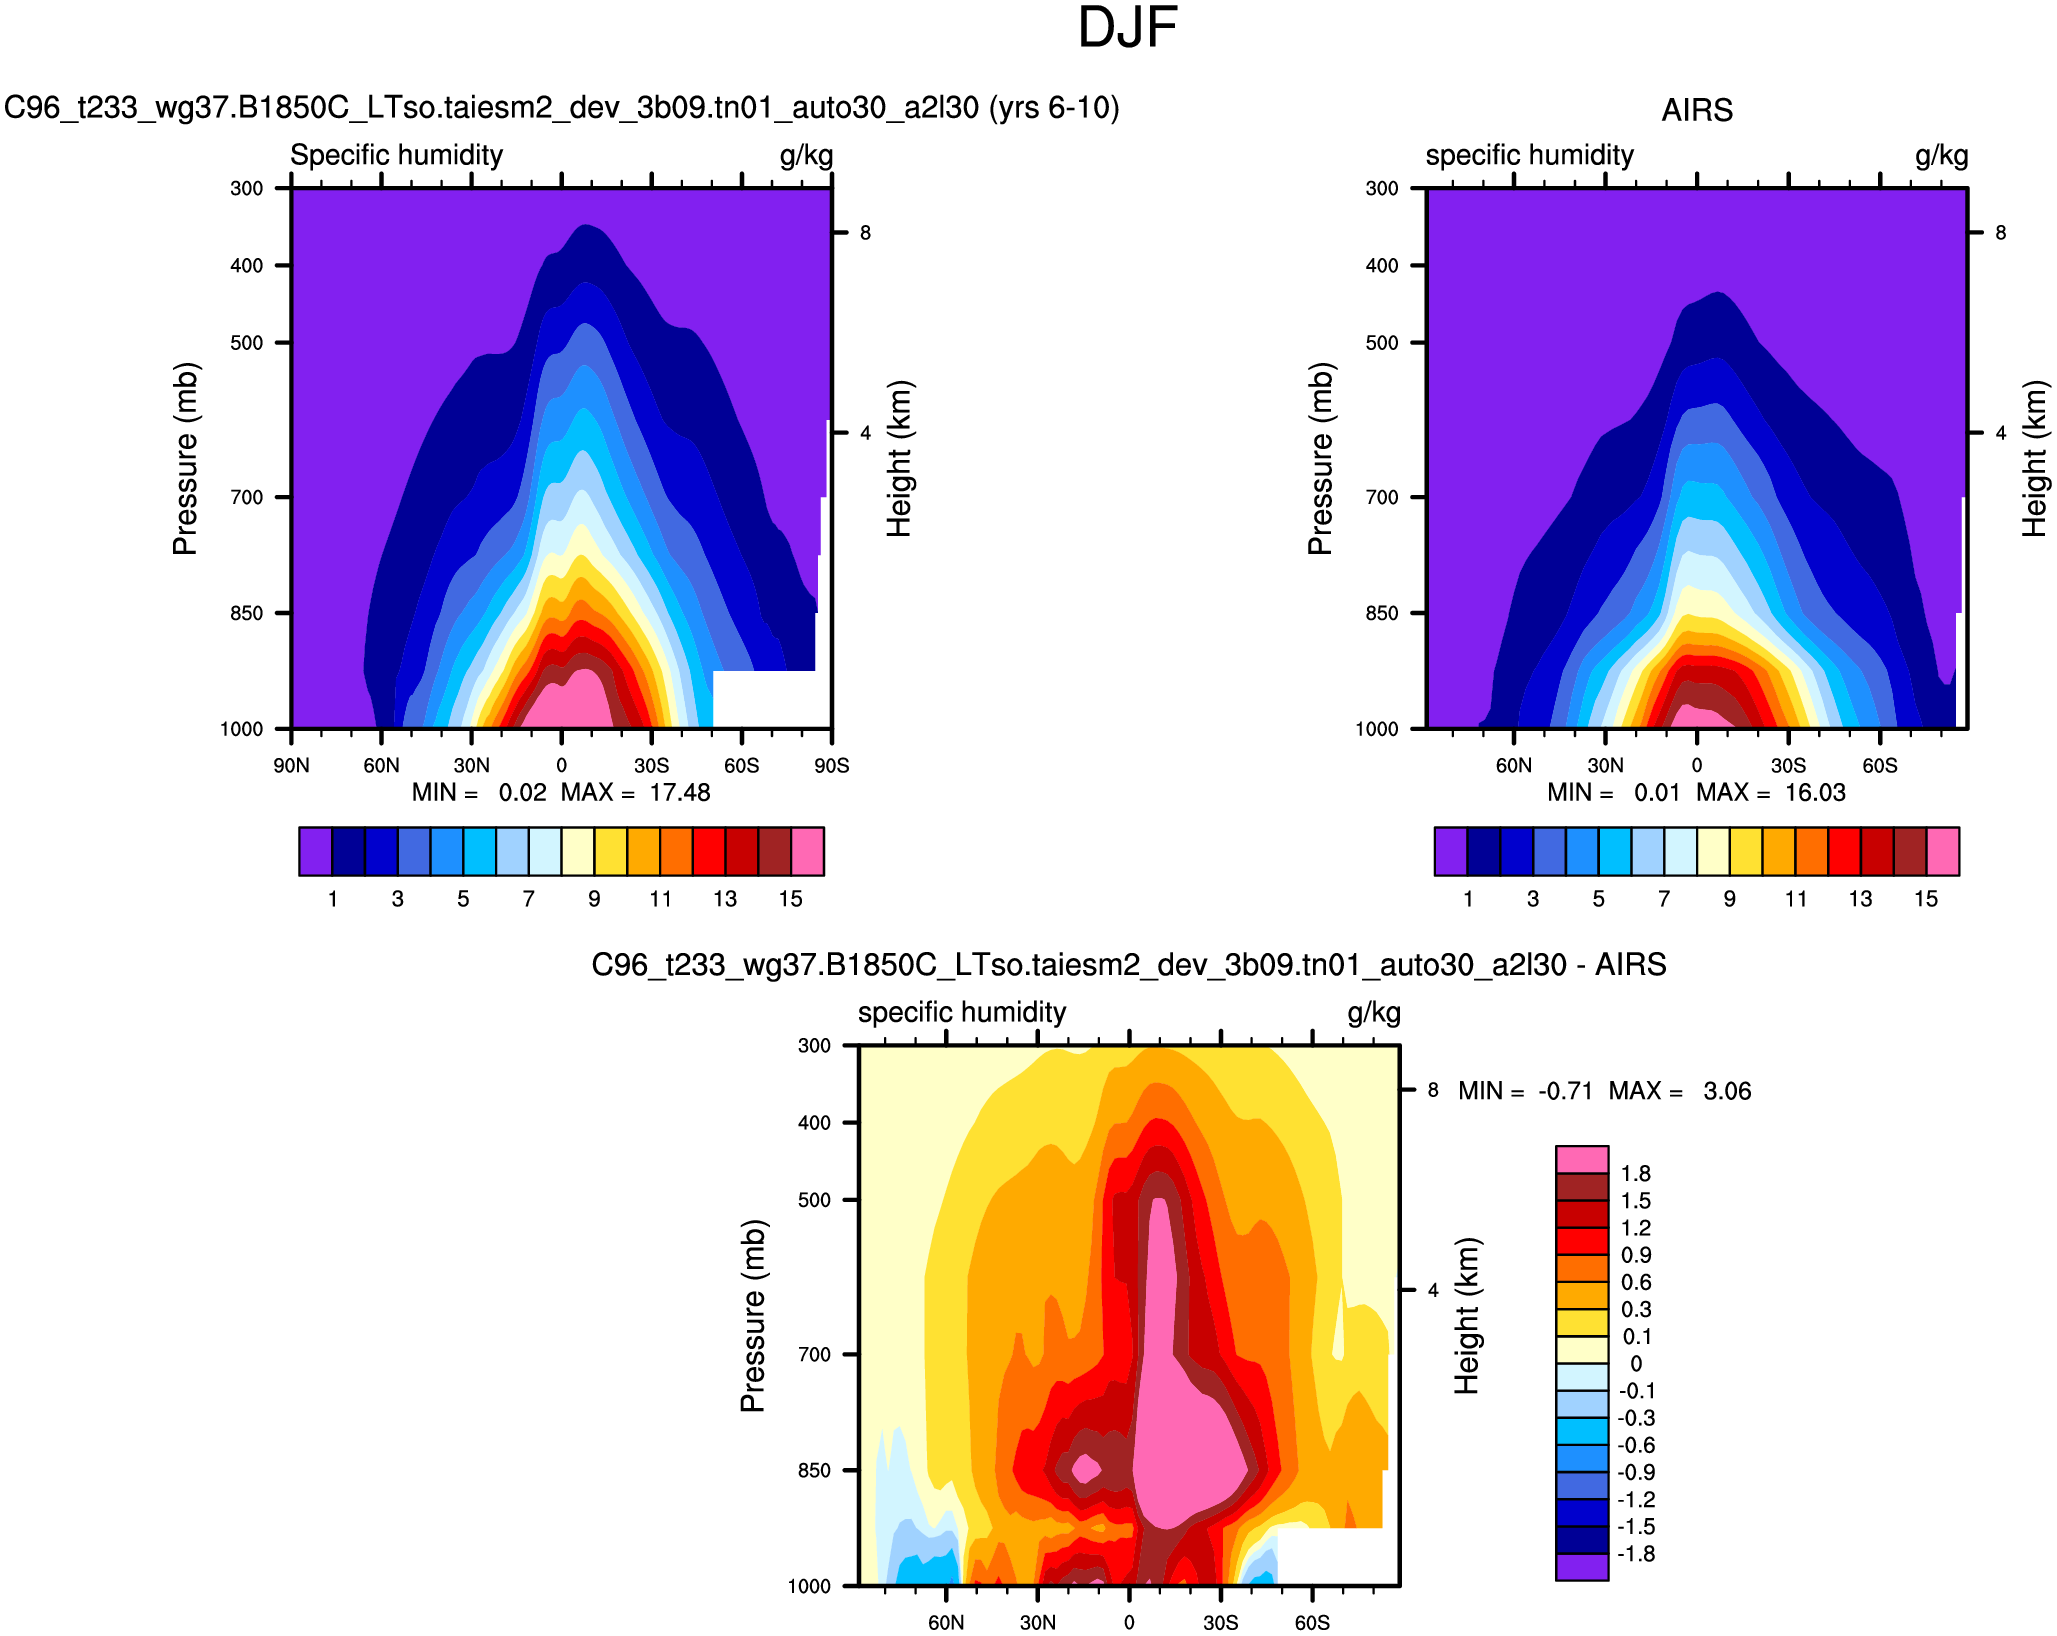 DJF
C96_t233_wg37.B1850C_LTso.taiesm2_dev_3b09.tn01_auto30_a2l30 (yrs 6-10)
Specific humidity g/kg
300
400
500
700
850
1000
Pressure (mb)
8
4
Height (km)
90N 60N 30N 0 30S 60S 90S
MIN = 0.02 MAX = 17.48
1 3 5 7 9 11 13 15
AIRS
specific humidity g/kg
300
400
500
700
850
1000
Pressure (mb)
8
4
Height (km)
60N 30N 0 30S 60S
MIN = 0.01 MAX = 16.03
1 3 5 7 9 11 13 15
C96_t233_wg37.B1850C_LTso.taiesm2_dev_3b09.tn01_auto30_a2l30 - AIRS
specific humidity g/kg
300
400
500
700
850
1000
Pressure (mb)
8
4
Height (km)
60N 30N 0 30S 60S
MIN = -0.71 MAX = 3.06
1.8
1.5
1.2
0.9
0.6
0.3
0.1
0
-0.1
-0.3
-0.6
-0.9
-1.2
-1.5
-1.8